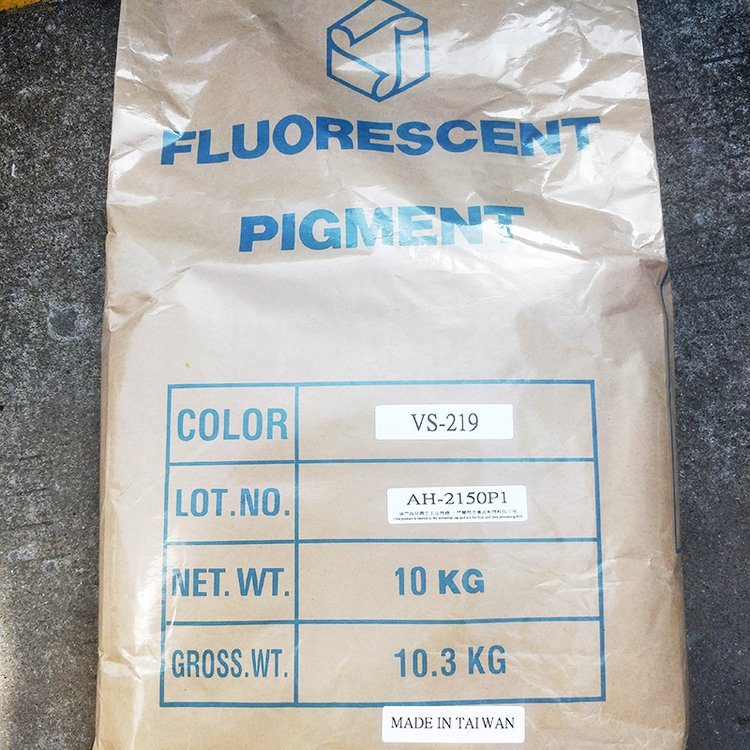 FLUORESCENT
PIGMENT
COLOR VS-219
LOT.NO. AH-2150P1
NET.WT. 10 KG
GROSS.WT. 10.3 KG
MADE IN TAIWAN